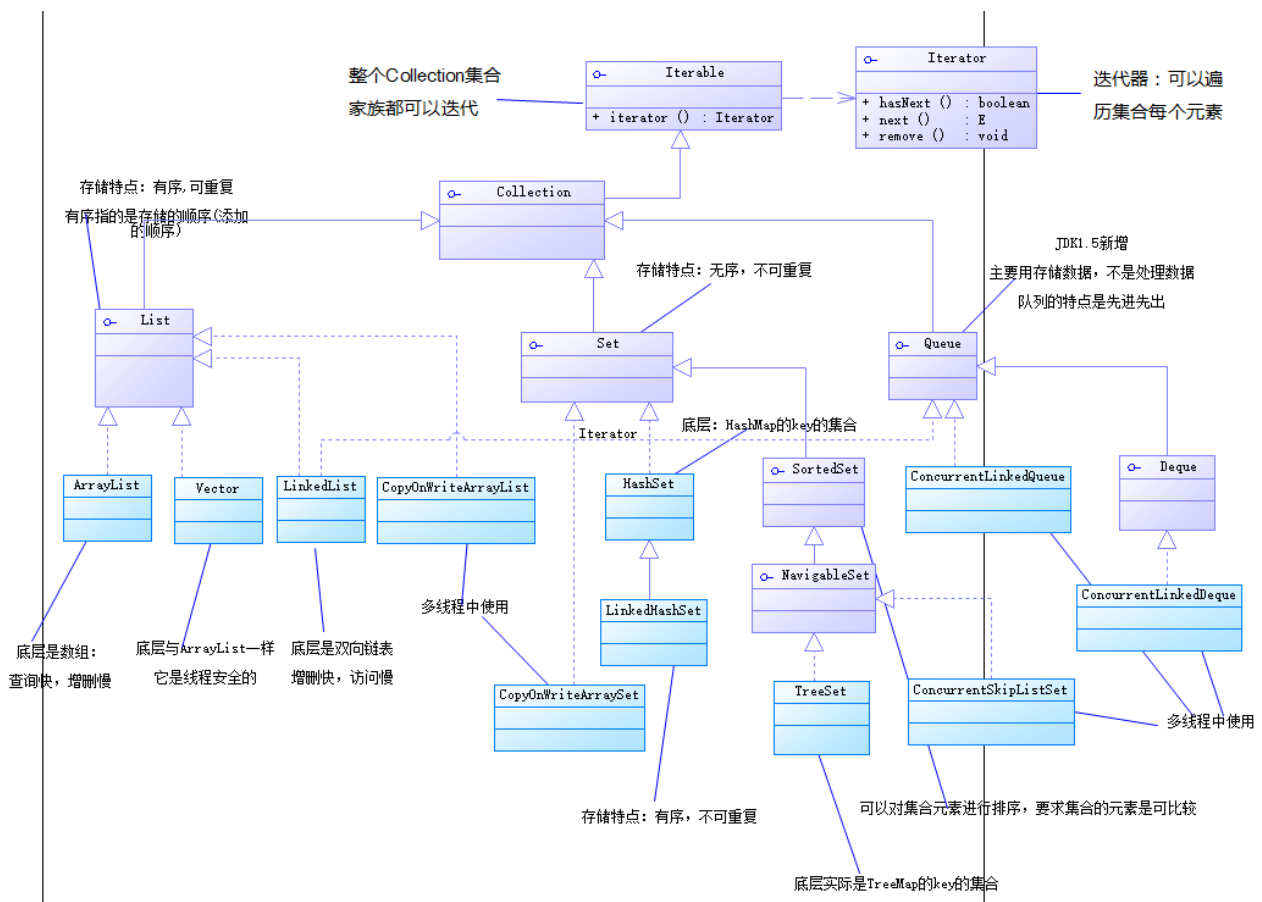 整个Collection集合
家族都可以迭代
Iterable
+ iterator () : Iterator
Iterator
+ hasNext () : boolean
+ next () : E
+ remove () : void
迭代器：可以遍
历集合每个元素
存储特点：有序,可重复
有序指的是存储的顺序(添加
的顺序)
Collection
存储特点：无序，不可重复
JDK1.5新增
主要用存储数据，不是处理数据
队列的特点是先进先出
List
Set
Queue
底层：HashMap的key的集合
Iterator
ArrayList
Vector
LinkedList
CopyOnWriteArrayList
HashSet
SortedSet
ConcurrentLinkedQueue
Deque
NavigableSet
ConcurrentLinkedDeque
多线程中使用
LinkedHashSet
底层是数组：
查询快，增删慢
底层与ArrayList一样
它是线程安全的
底层是双向链表
增删快，访问慢
CopyOnWriteArraySet
TreeSet
ConcurrentSkipListSet
多线程中使用
存储特点：有序，不可重复
可以对集合元素进行排序，要求集合的元素是可比较
底层实际是TreeMap的key的集合